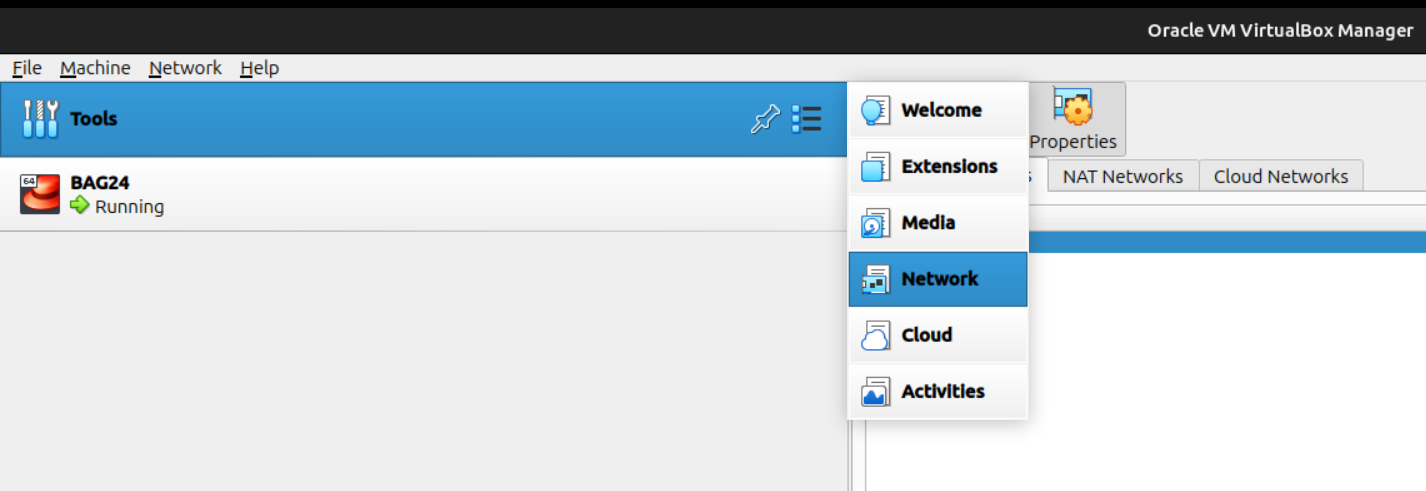 Oracle VM VirtualBox Manager
File Machine Network Help
Tools
Welcome
Properties
Extensions
NAT Networks Cloud Networks
64
BAG24
Running
Media
Network
Cloud
Activities